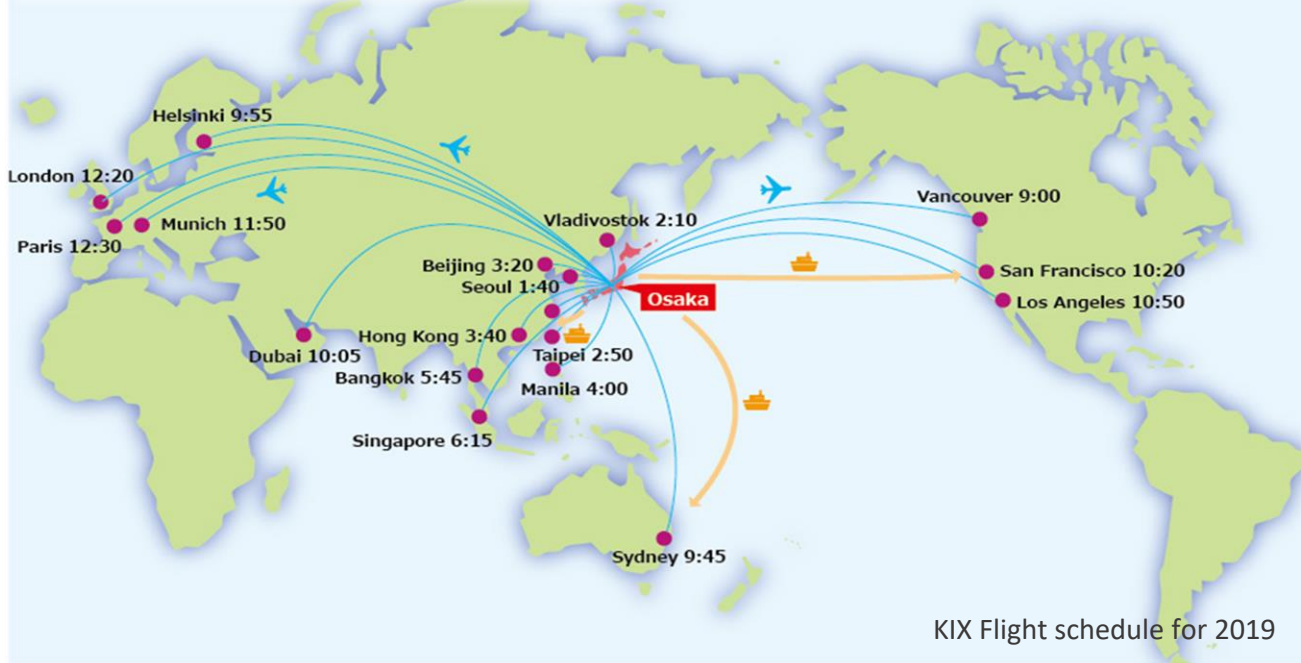 Helsinki 9:55
London 12:20
Vancouver 9:00
Vladivostok 2:10
Munich 11:50
Paris 12:30
Beijing 3:20
San Francisco 10:20
Seoul 1:40
Osaka
Los Angeles 10:50
Hong Kong 3:40
Dubai 10:05
Taipei 2:50
Bangkok 5:45
Manila 4:00
Singapore 6:15
Sydney 9:45
KIX Flight schedule for 2019